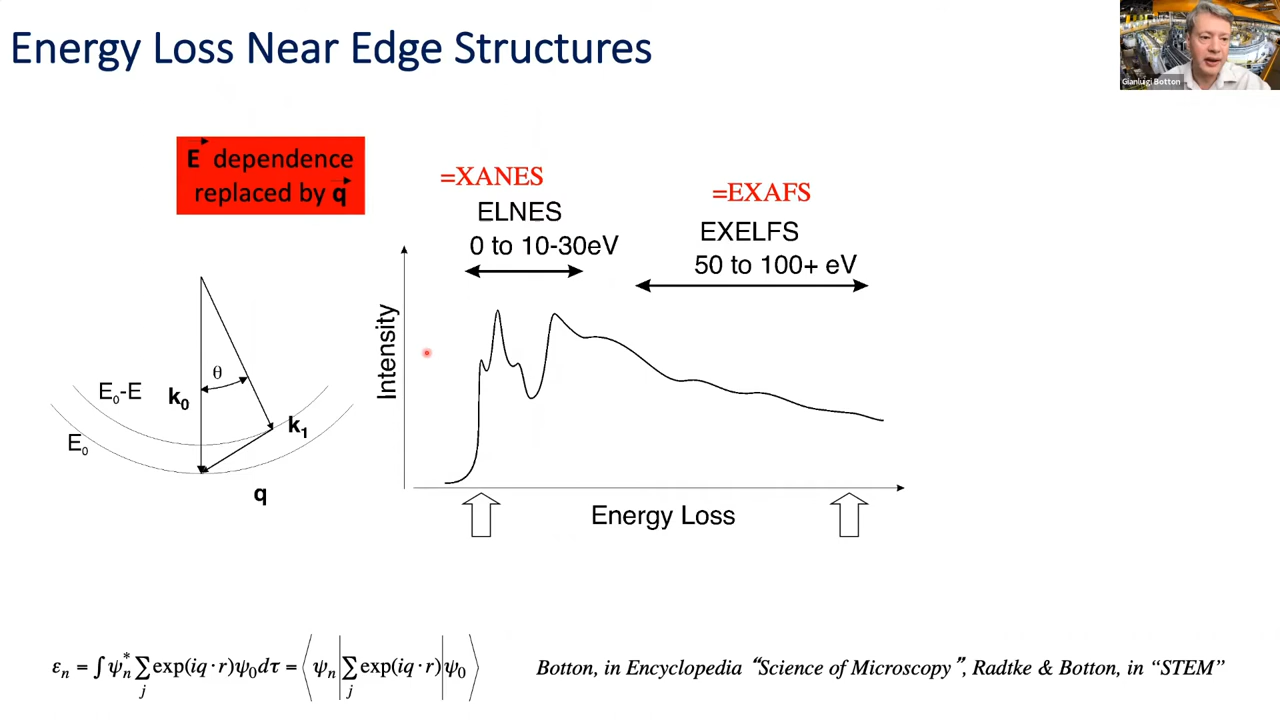 Energy Loss Near Edge Structures
Gianluigi Botton
E dependence
replaced by q
=XANES
ELNES
0 to 10-30eV
=EXAFS
EXELFS
50 to 100+ eV
Intensity
θ
E₀-E
k₀
k₁
E₀
q
Energy Loss
εₙ = ∫ψₙ* ∑ⱼ exp(iq · r)ψ₀dτ = ⟨ψₙ|∑ⱼ exp(iq · r)|ψ₀⟩
Botton, in Encyclopedia “Science of Microscopy”, Radtke & Botton, in “STEM”